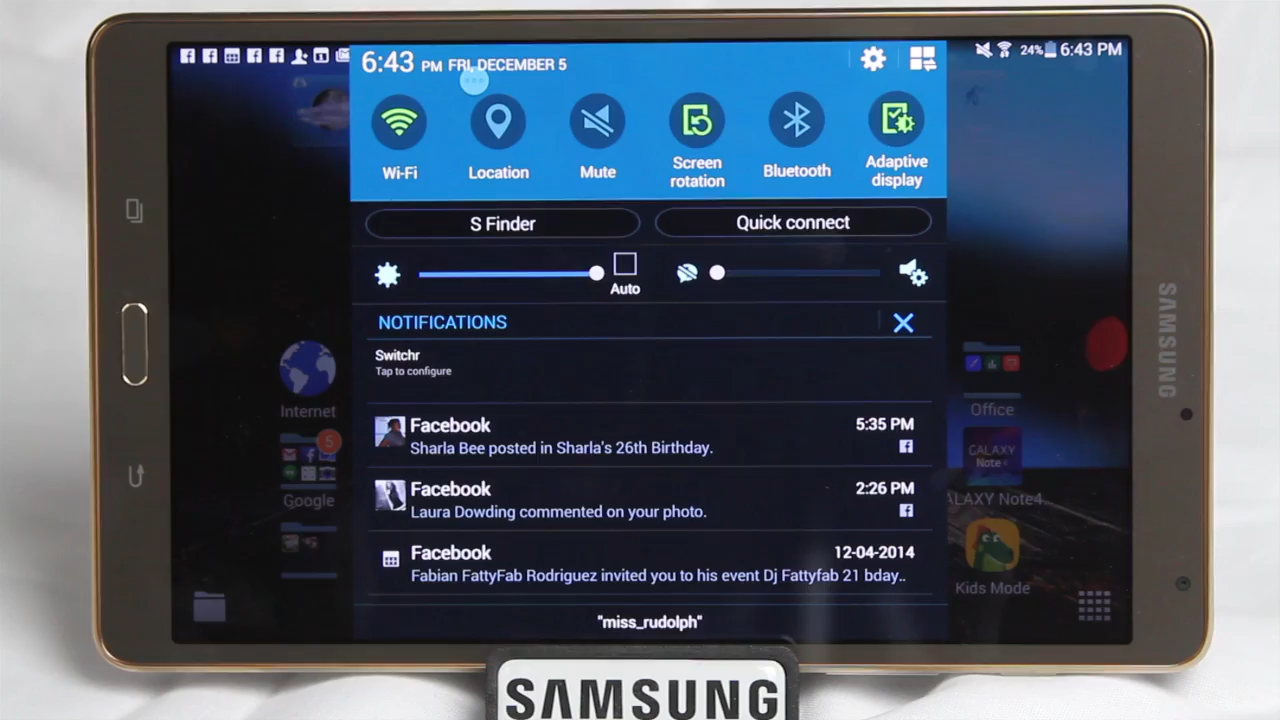 6:43 PM FRI, DECEMBER 5
24% 6:43 PM
Wi-Fi
Location
Mute
Screen
rotation
Bluetooth
Adaptive
display
S Finder
Quick connect
Auto
NOTIFICATIONS
Switchr
Tap to configure
Facebook 5:35 PM
Sharla Bee posted in Sharla's 26th Birthday.
Facebook 2:26 PM
Laura Dowding commented on your photo.
Facebook 12-04-2014
Fabian FattyFab Rodriguez invited you to his event Dj Fattyfab 21 bday..
"miss_rudolph"
Internet
5
Google
Office
GALAXY
Note4
ALAXY Note4...
Kids Mode
SAMSUNG
SAMSUNG